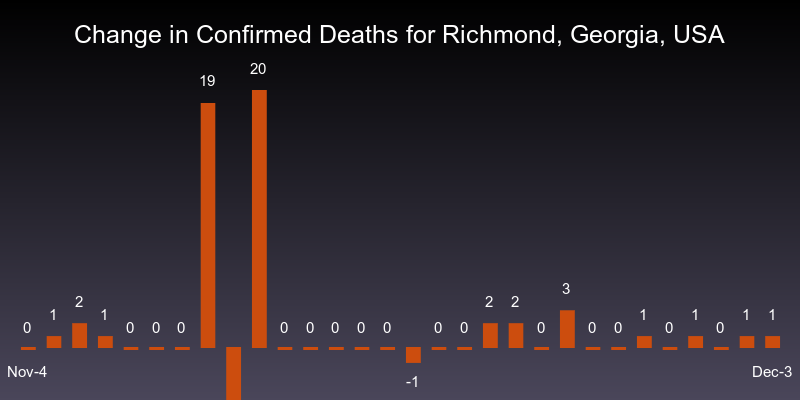 Change in Confirmed Deaths for Richmond, Georgia, USA
20
19
3
2 2 2
1 1 1 1 1 1
0 0 0 0 0 0 0 0 0 0 0 0 0 0 0 0 0
Nov-4 Dec-3
-1